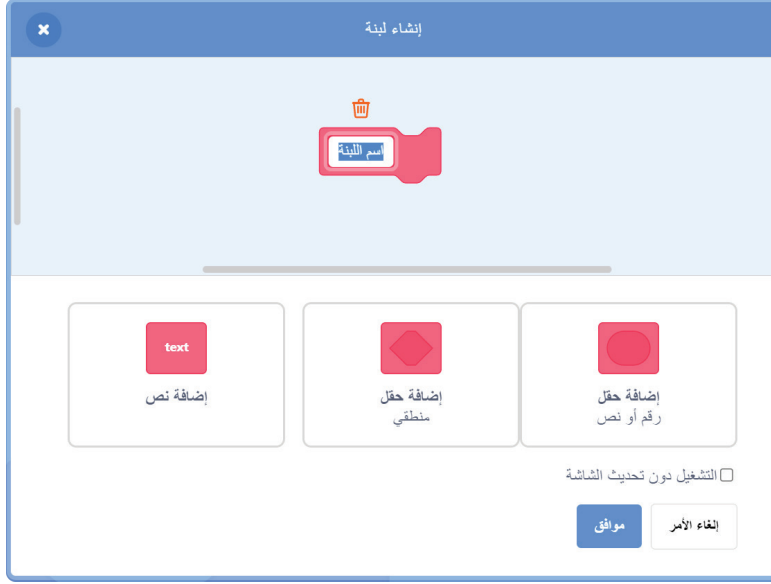 إنشاء لبنة
اسم اللبنة
إضافة حقل
رقم أو نص
إضافة حقل
منطقي
text
إضافة نص
التشغيل دون تحديث الشاشة
إلغاء الأمر
موافق